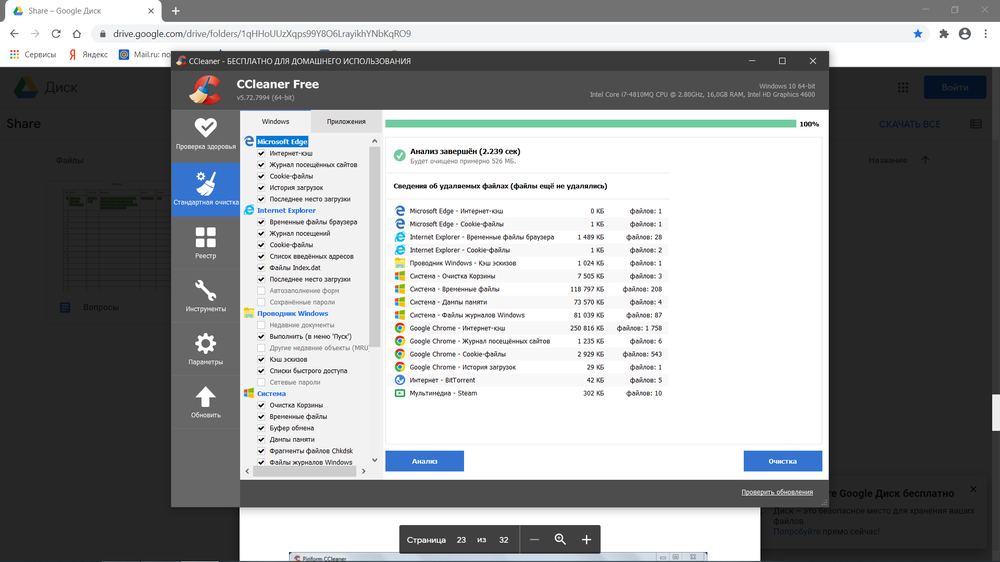 Share – Google Диск
drive.google.com/drive/folders/1qHHoUUzXqps99Y8O6LrayikhYNbKqRO9
Сервисы
Яндекс
Mail.ru: по
CCleaner - БЕСПЛАТНО ДЛЯ ДОМАШНЕГО ИСПОЛЬЗОВАНИЯ
CCleaner Free
v5.72.7994 (64-bit)
Windows 10 64-bit
Intel Core i7-4810MQ CPU @ 2.80GHz, 16,0GB RAM, Intel HD Graphics 4600
Диск
Войти
Share
СКАЧАТЬ ВСЕ
Файлы
Название
Вопросы
Проверка здоровья
Стандартная очистка
Реестр
Инструменты
Параметры
Обновить
Windows
Приложения
Microsoft Edge
Интернет-кэш
Журнал посещённых сайтов
Cookie-файлы
История загрузок
Последнее место загрузки
Internet Explorer
Временные файлы браузера
Журнал посещений
Cookie-файлы
Список введённых адресов
Файлы Index.dat
Последнее место загрузки
Автозаполнение форм
Сохранённые пароли
Проводник Windows
Недавние документы
Выполнить (в меню 'Пуск')
Другие недавние объекты (MRU)
Кэш эскизов
Списки быстрого доступа
Сетевые пароли
Система
Очистка Корзины
Временные файлы
Буфер обмена
Дампы памяти
Фрагменты файлов Chkdsk
Файлы журналов Windows
100%
Анализ завершён (2.239 сек)
Будет очищено примерно 526 МБ.
Сведения об удаляемых файлах (файлы ещё не удалялись)
Microsoft Edge - Интернет-кэш 0 КБ файлов: 1
Microsoft Edge - Cookie-файлы 1 КБ файлов: 1
Internet Explorer - Временные файлы браузера 1 489 КБ файлов: 28
Internet Explorer - Cookie-файлы 1 КБ файлов: 2
Проводник Windows - Кэш эскизов 1 024 КБ файлов: 1
Система - Очистка Корзины 7 505 КБ файлов: 3
Система - Временные файлы 118 797 КБ файлов: 208
Система - Дампы памяти 73 570 КБ файлов: 4
Система - Файлы журналов Windows 81 039 КБ файлов: 87
Google Chrome - Интернет-кэш 250 816 КБ файлов: 1 758
Google Chrome - Журнал посещённых сайтов 1 235 КБ файлов: 6
Google Chrome - Cookie-файлы 2 929 КБ файлов: 543
Google Chrome - История загрузок 29 КБ файлов: 1
Интернет - BitTorrent 42 КБ файлов: 5
Мультимедиа - Steam 302 КБ файлов: 10
Анализ
Очистка
Проверить обновления
те Google Диск бесплатно
Диск – это безопасное место для хранения ваших
файлов.
Попробуйте прямо сейчас!
Страница 23 из 32
Piriform CCleaner